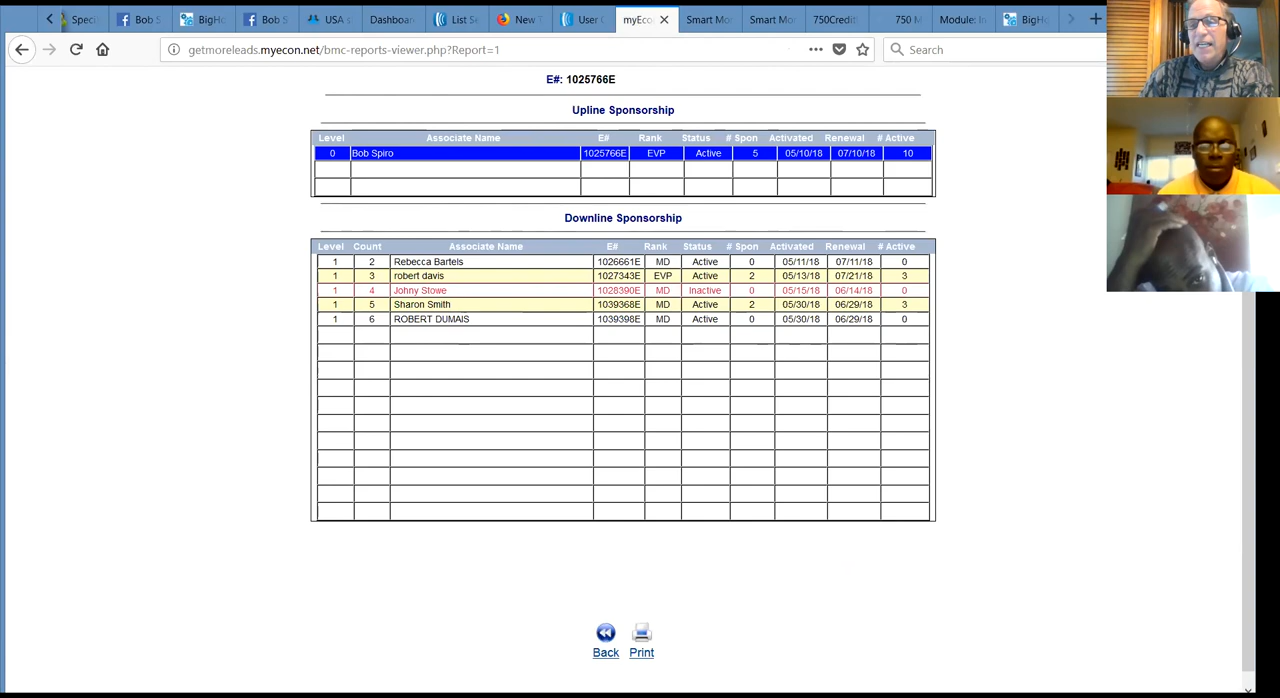 Speci
Bob S
BigHo
Bob S
USA s
Dashboar
List Se
New T
User C
myEco
Smart Mo
Smart Mo
750Credit
750 M
Module: In
BigHo
getmoreleads.myecon.net/bmc-reports-viewer.php?Report=1
Search
E#: 1025766E
Upline Sponsorship
Level Associate Name E# Rank Status # Spon Activated Renewal # Active
0 Bob Spiro 1025766E EVP Active 5 05/10/18 07/10/18 10
Downline Sponsorship
Level Count Associate Name E# Rank Status # Spon Activated Renewal # Active
1 2 Rebecca Bartels 1026661E MD Active 0 05/11/18 07/11/18 0
1 3 robert davis 1027343E EVP Active 2 05/13/18 07/21/18 3
1 4 Johny Stowe 1028390E MD Inactive 0 05/15/18 06/14/18 0
1 5 Sharon Smith 1039368E MD Active 2 05/30/18 06/29/18 3
1 6 ROBERT DUMAIS 1039398E MD Active 0 05/30/18 06/29/18 0
Back Print